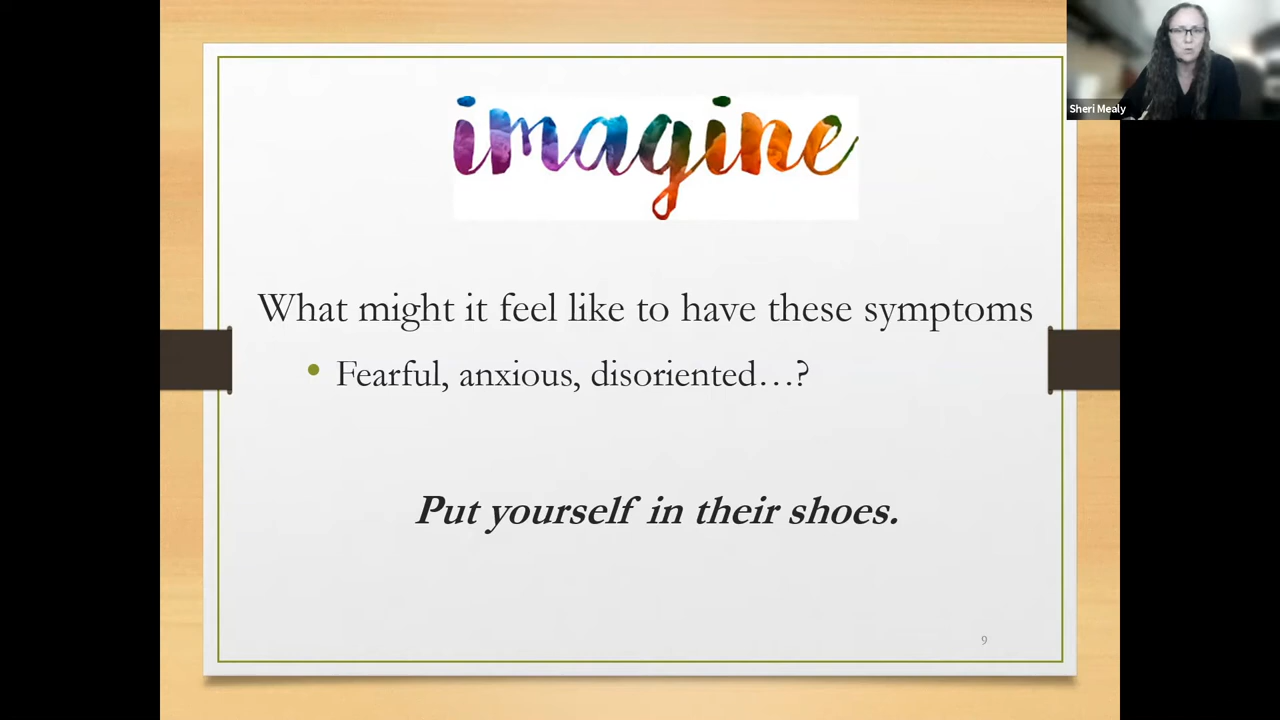 imagine
Sheri Mealy
What might it feel like to have these symptoms
• Fearful, anxious, disoriented…?
Put yourself in their shoes.
9